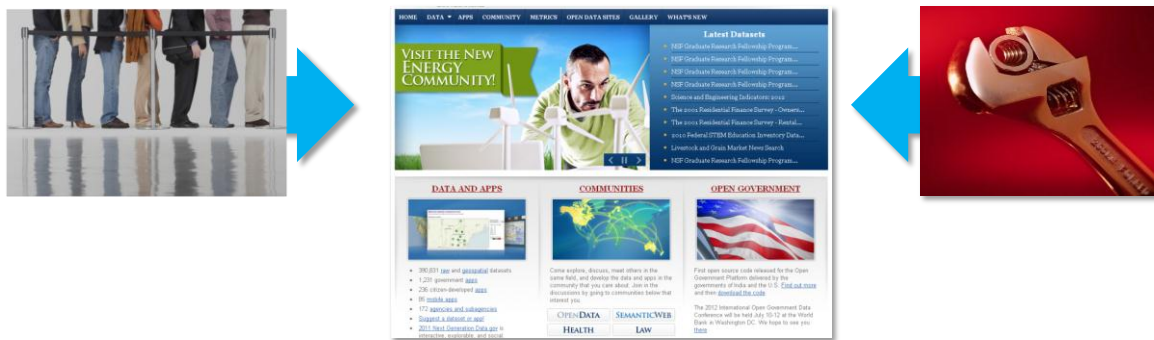 HOME DATA APPS COMMUNITY METRICS OPEN DATA SITES GALLERY WHAT'S NEW
VISIT THE NEW
ENERGY
COMMUNITY!
Latest Datasets
NSF Graduate Research Fellowship Program...
NSF Graduate Research Fellowship Program...
NSF Graduate Research Fellowship Program...
NSF Graduate Research Fellowship Program...
Science and Engineering Indicators: 2012
The 2001 Residential Finance Survey - Owners...
The 2001 Residential Finance Survey - Rental...
2010 Federal STEM Education Inventory Data...
Livestock and Grain Market News Search
NSF Graduate Research Fellowship Program...
DATA AND APPS
raw and geospatial datasets
government apps
citizen-developed apps
mobile apps
172 agencies and subagencies
Suggest a dataset or app!
2011 Next Generation Data.gov is
interactive, explorable, and social
COMMUNITIES
Come explore, discuss, meet others in the
same field, and develop the data and apps in the
community that you care about. Join in the
discussions by going to communities below that
interest you.
OPENDATA SEMANTICWEB
HEALTH LAW
OPEN GOVERNMENT
First open source code released for the Open
Government Platform delivered by the
governments of India and the U.S. Find out more
and then download the code
The 2012 International Open Government Data
Conference will be held July 10-12 at the World
Bank in Washington DC. We hope to see you
there